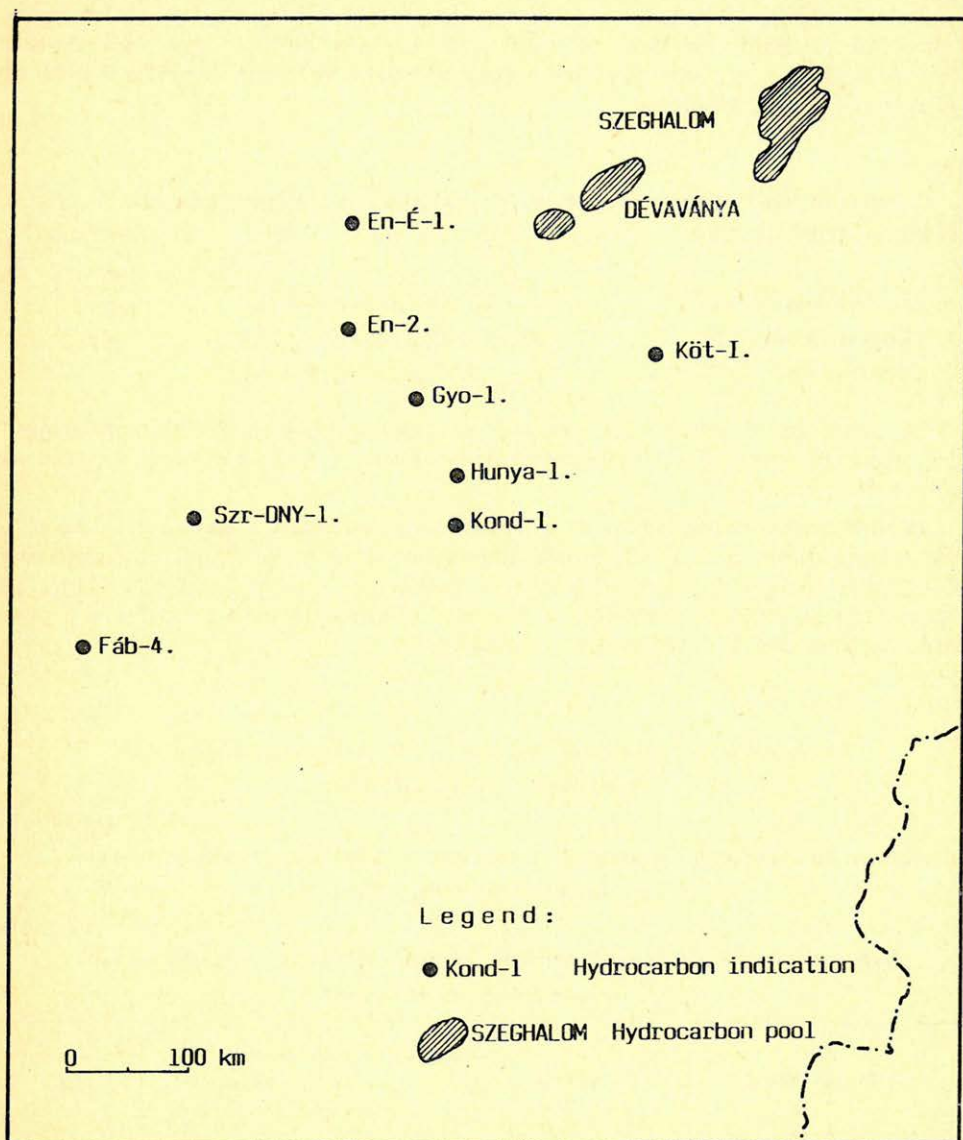 SZEGHALOM
DÉVAVÁNYA
En-É-1.
En-2.
Köt-I.
Gyo-1.
Hunya-1.
Szr-DNY-1.
Kond-1.
Fáb-4.
Legend:
Kond-1 Hydrocarbon indication
SZEGHALOM Hydrocarbon pool
0 100 km